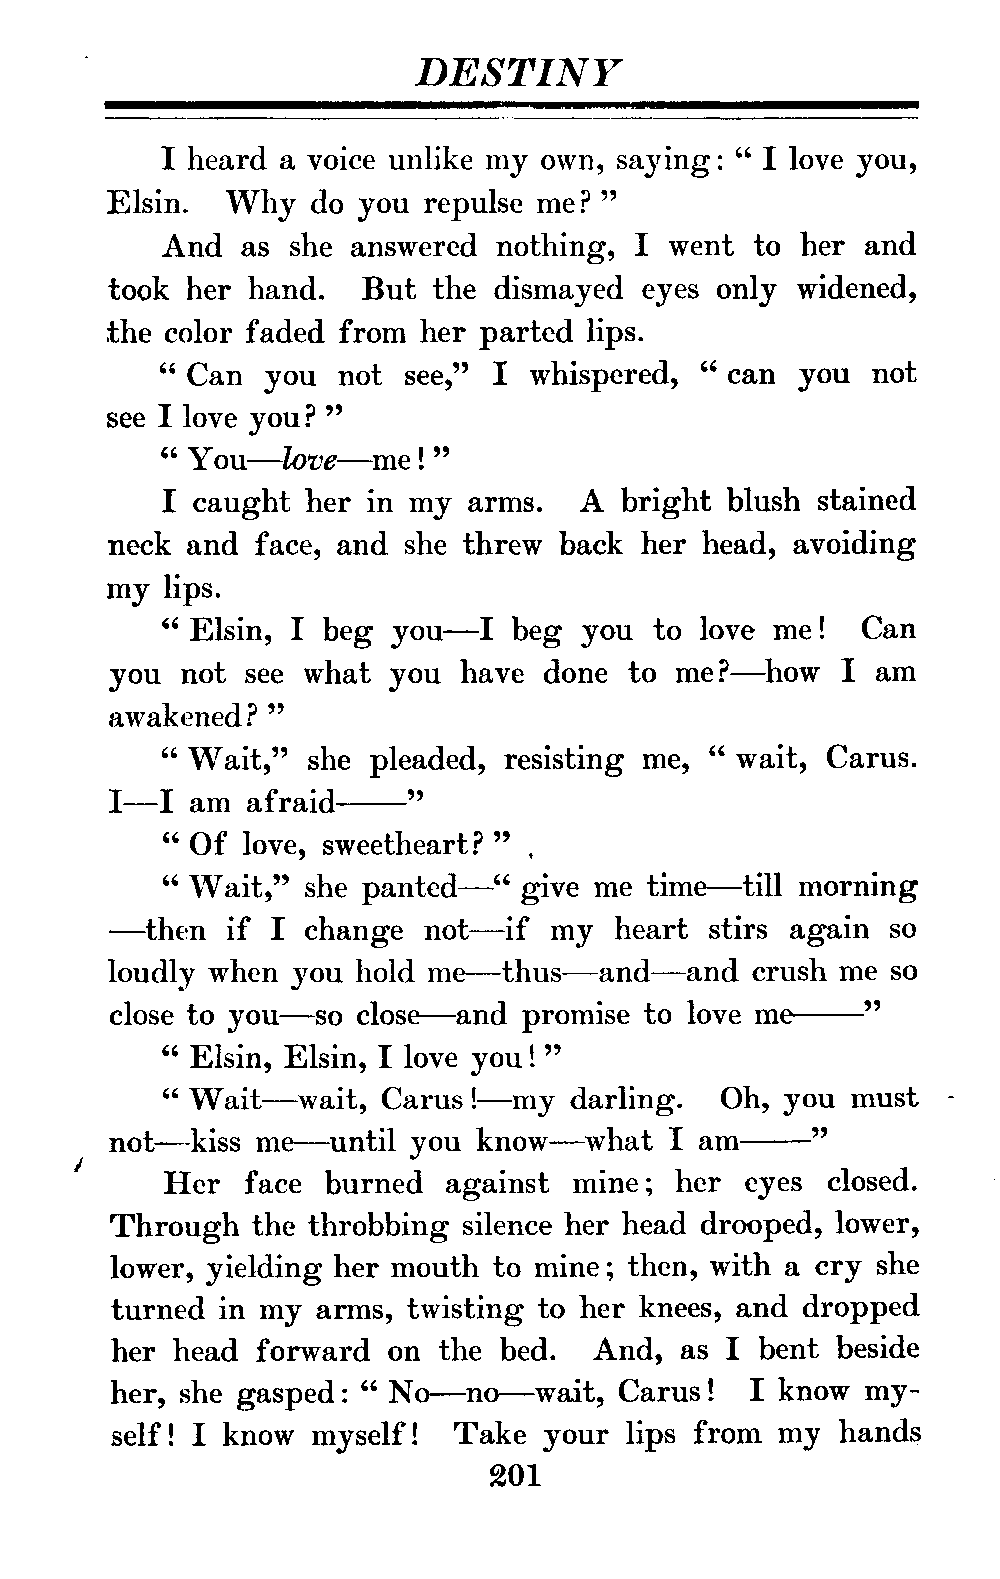 DESTINY
I heard a voice unlike my own, saying: “ I love you,
Elsin. Why do you repulse me? ”
And as she answered nothing, I went to her and
took her hand. But the dismayed eyes only widened,
the color faded from her parted lips.
“ Can you not see,” I whispered, “ can you not
see I love you? ”
“ You—love—me! ”
I caught her in my arms. A bright blush stained
neck and face, and she threw back her head, avoiding
my lips.
“ Elsin, I beg you—I beg you to love me! Can
you not see what you have done to me?—how I am
awakened? ”
“ Wait,” she pleaded, resisting me, “ wait, Carus.
I—I am afraid——”
“ Of love, sweetheart? ”
“ Wait,” she panted—“ give me time—till morning
—then if I change not—if my heart stirs again so
loudly when you hold me—thus—and—and crush me so
close to you—so close—and promise to love me——”
“ Elsin, Elsin, I love you! ”
“ Wait—wait, Carus!—my darling. Oh, you must
not—kiss me—until you know—what I am——”
Her face burned against mine; her eyes closed.
Through the throbbing silence her head drooped, lower,
lower, yielding her mouth to mine; then, with a cry she
turned in my arms, twisting to her knees, and dropped
her head forward on the bed. And, as I bent beside
her, she gasped: “ No—no—wait, Carus! I know my-
self! I know myself! Take your lips from my hands
201